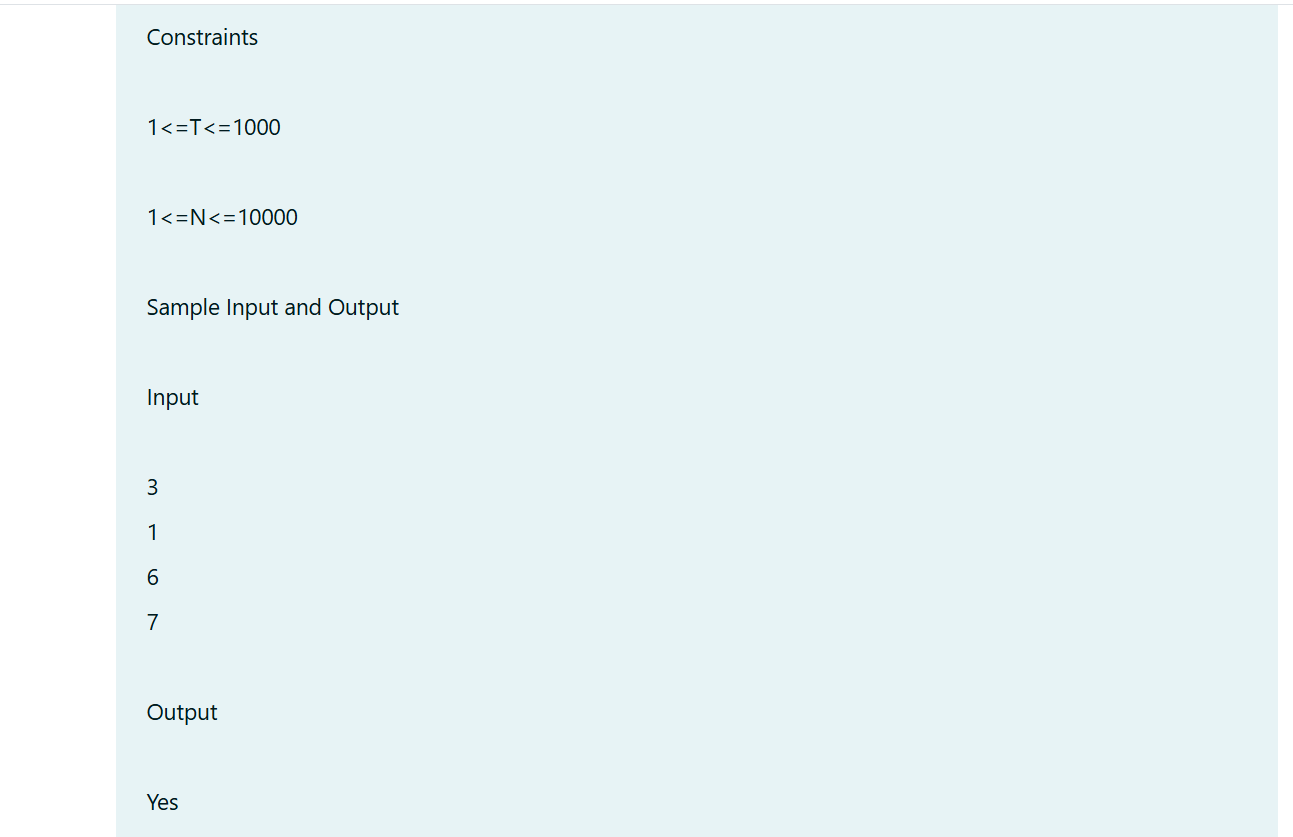 Constraints
1<=T<=1000
1<=N<=10000
Sample Input and Output
Input
3
1
6
7
Output
Yes